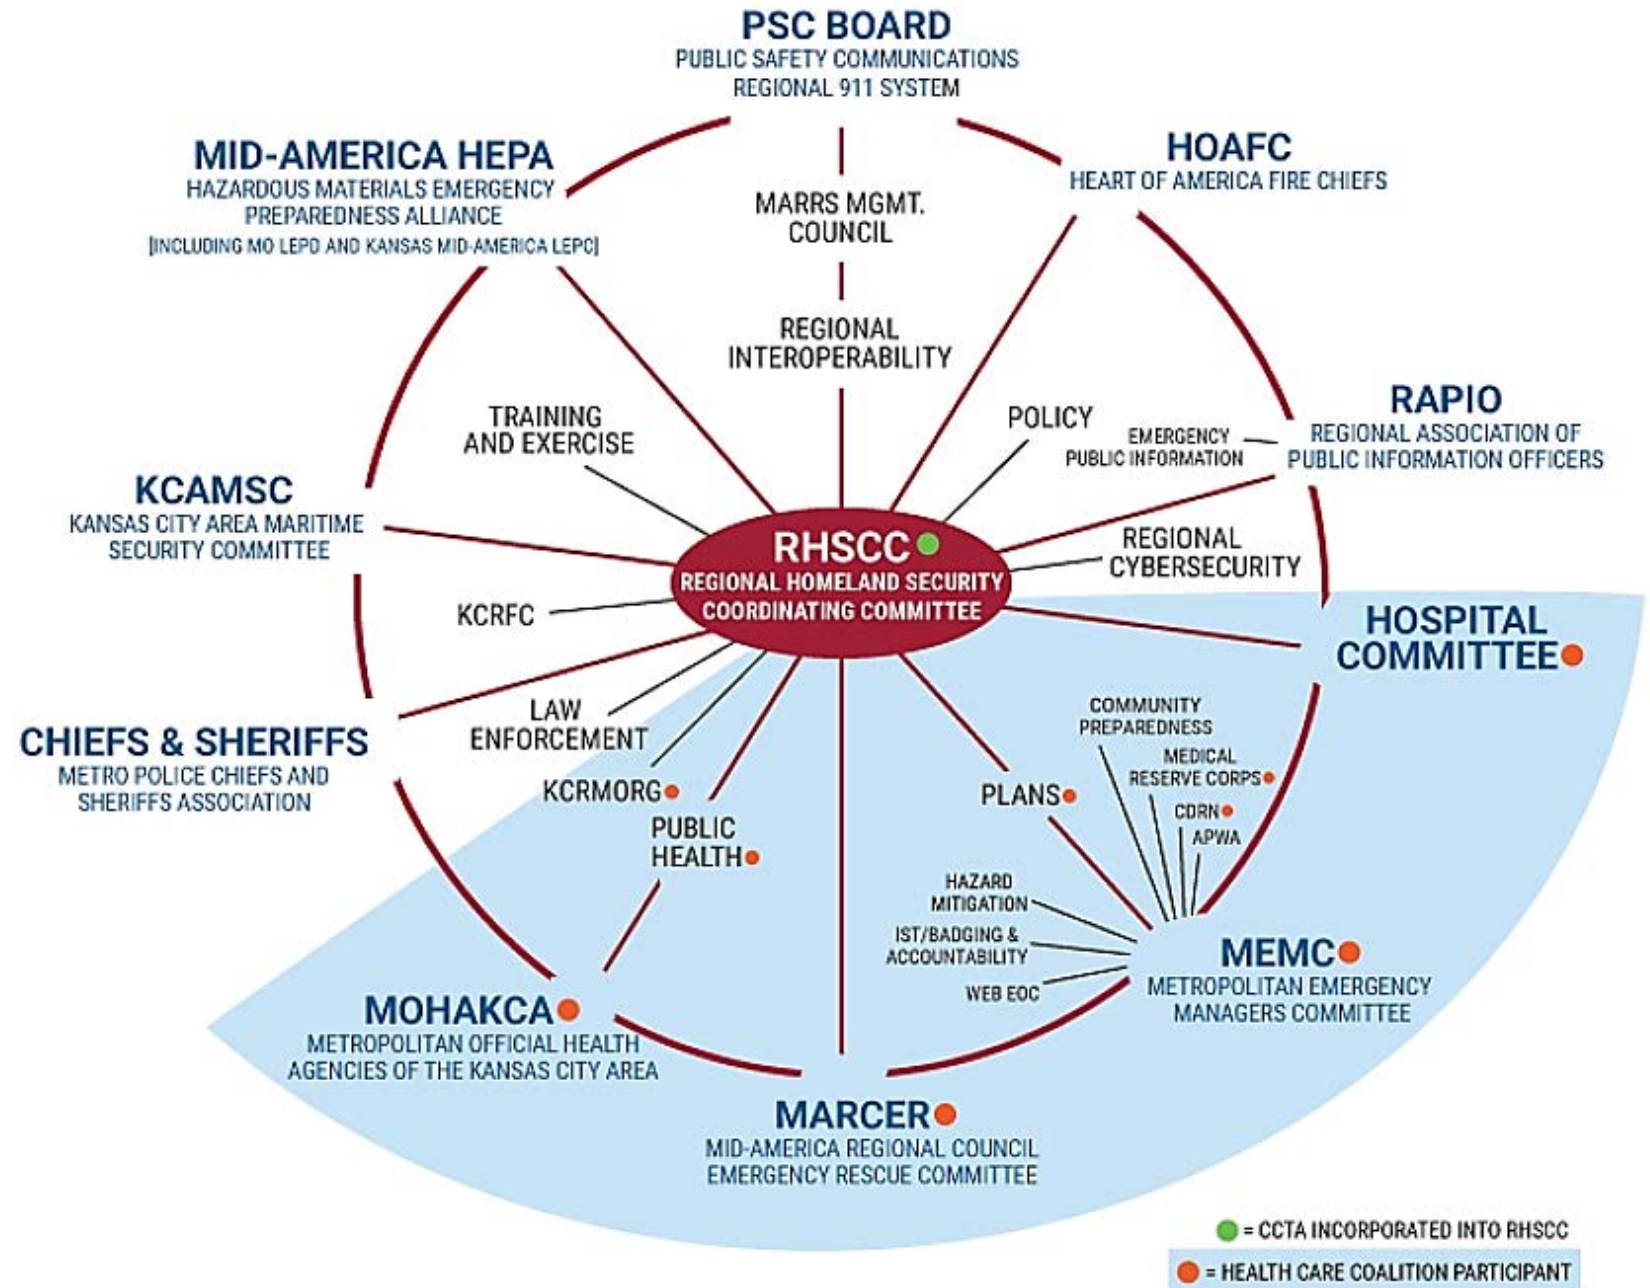 PSC BOARD
PUBLIC SAFETY COMMUNICATIONS
REGIONAL 911 SYSTEM
HOAFC
HEART OF AMERICA FIRE CHIEFS
MID-AMERICA HEPA
HAZARDOUS MATERIALS EMERGENCY
PREPAREDNESS ALLIANCE
[INCLUDING MO LEPD AND KANSAS MID-AMERICA LEPC]
MARRS MGMT.
COUNCIL
REGIONAL
INTEROPERABILITY
TRAINING
AND EXERCISE
POLICY
EMERGENCY
PUBLIC INFORMATION
RAPIO
REGIONAL ASSOCIATION OF
PUBLIC INFORMATION OFFICERS
KCAMSC
KANSAS CITY AREA MARITIME
SECURITY COMMITTEE
RHSCC
REGIONAL HOMELAND SECURITY
COORDINATING COMMITTEE
REGIONAL
CYBERSECURITY
KCRFC
HOSPITAL
COMMITTEE
CHIEFS & SHERIFFS
METRO POLICE CHIEFS AND
SHERIFFS ASSOCIATION
LAW
ENFORCEMENT
KCRMORG
PUBLIC
HEALTH
PLANS
COMMUNITY
PREPAREDNESS
MEDICAL
RESERVE CORPS
CDRN
APWA
HAZARD
MITIGATION
IST/BADGING &
ACCOUNTABILITY
WEB EOC
MEMC
METROPOLITAN EMERGENCY
MANAGERS COMMITTEE
MOHAKCA
METROPOLITAN OFFICIAL HEALTH
AGENCIES OF THE KANSAS CITY AREA
MARCER
MID-AMERICA REGIONAL COUNCIL
EMERGENCY RESCUE COMMITTEE
= CCTA INCORPORATED INTO RHSCC
= HEALTH CARE COALITION PARTICIPANT